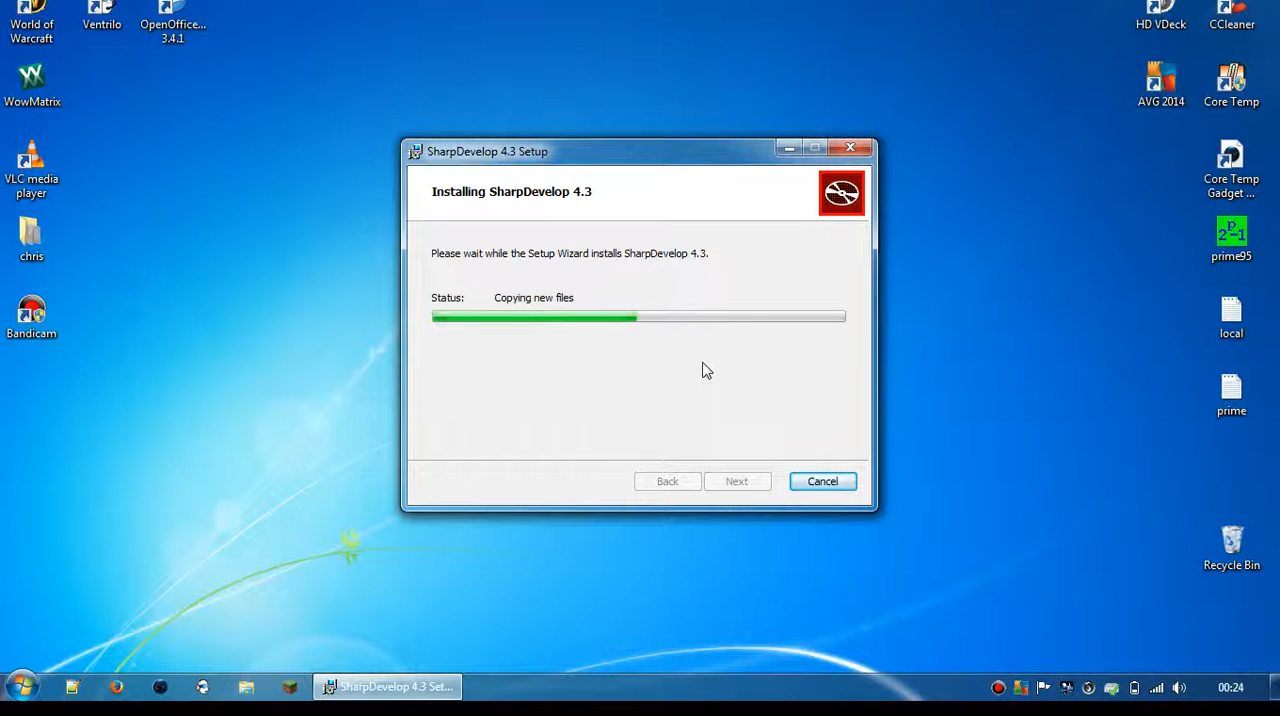 World of
Warcraft
Ventrilo
OpenOffice...
3.4.1
HD VDeck
CCleaner
WowMatrix
AVG 2014
Core Temp
VLC media
player
Core Temp
Gadget ...
chris
2P-1
prime95
Bandicam
local
prime
Recycle Bin
SharpDevelop 4.3 Setup
Installing SharpDevelop 4.3
Please wait while the Setup Wizard installs SharpDevelop 4.3.
Status: Copying new files
Back
Next
Cancel
SharpDevelop 4.3 Set...
00:24